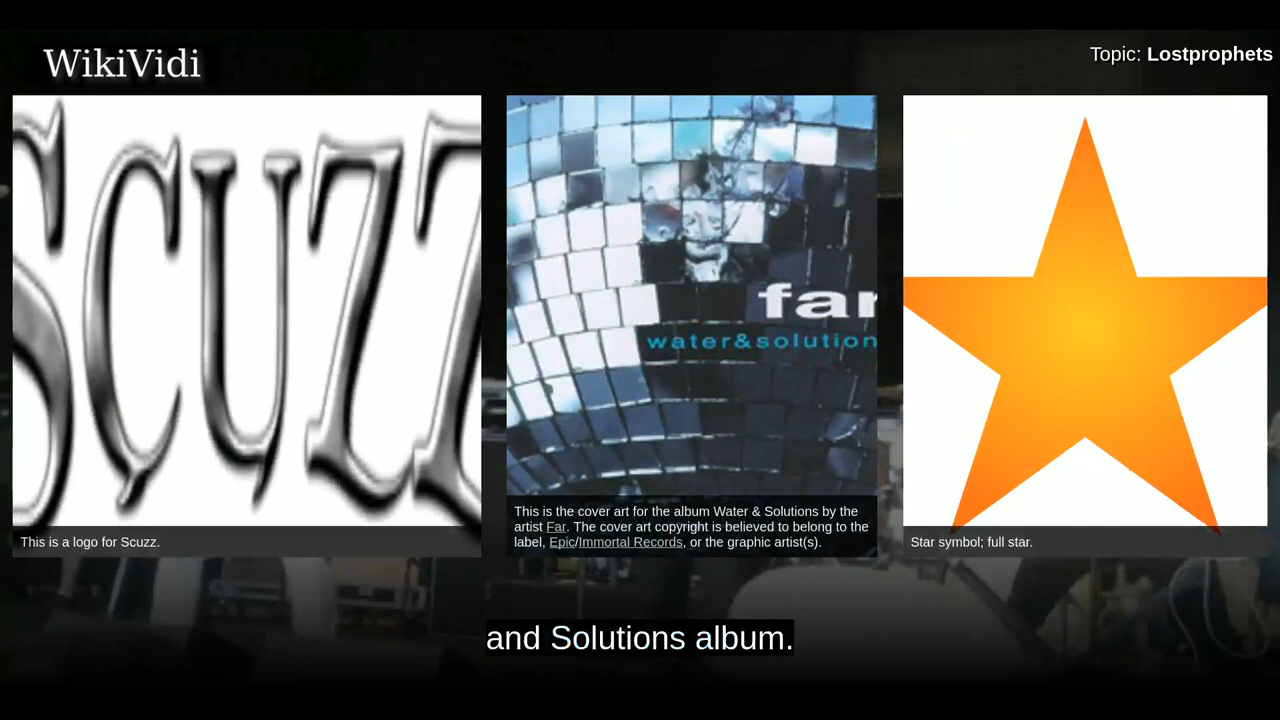 WikiVidi
Topic: Lostprophets
SCUZZ
far
water&solution
This is a logo for Scuzz.
This is the cover art for the album Water & Solutions by the
artist Far. The cover art copyright is believed to belong to the
label, Epic/Immortal Records, or the graphic artist(s).
Star symbol; full star.
and Solutions album.